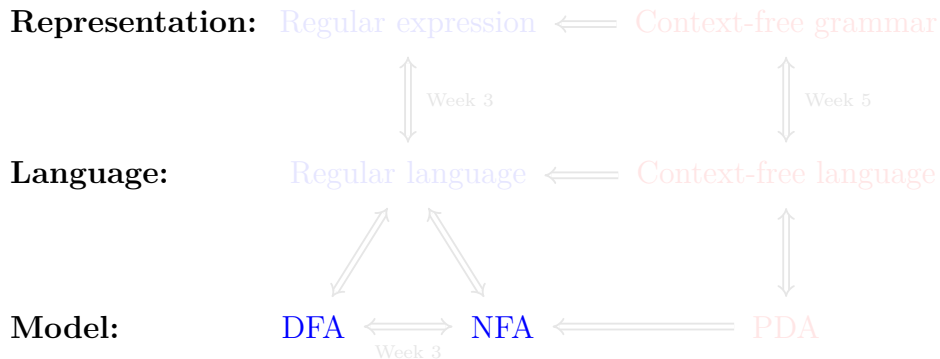 Representation: Regular expression Context-free grammar
Week 3 Week 5
Language: Regular language Context-free language
Model: DFA NFA PDA
Week 3